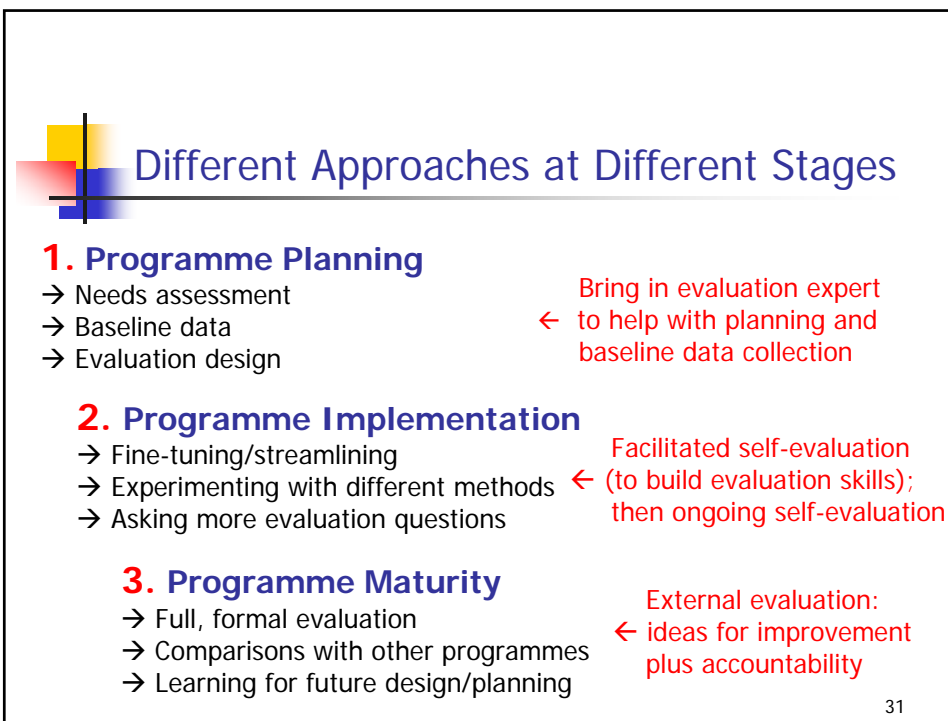 Different Approaches at Different Stages
1. Programme Planning
→ Needs assessment
→ Baseline data
→ Evaluation design
Bring in evaluation expert
← to help with planning and
baseline data collection
2. Programme Implementation
→ Fine-tuning/streamlining
→ Experimenting with different methods
→ Asking more evaluation questions
Facilitated self-evaluation
← (to build evaluation skills);
then ongoing self-evaluation
3. Programme Maturity
→ Full, formal evaluation
→ Comparisons with other programmes
→ Learning for future design/planning
External evaluation:
← ideas for improvement
plus accountability
31